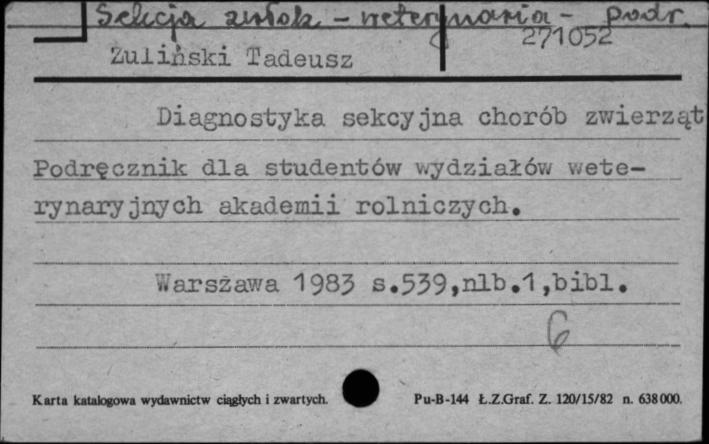 Sekcja zwłok - weterynaria - podr.
271052
Żuliński Tadeusz
Diagnostyka sekcyjna chorób zwierząt
Podręcznik dla studentów wydziałów wete-
rynaryjnych akademii rolniczych.
Warszawa 1983 s.539,nlb.1,bibl.
6
Karta katalogowa wydawnictw ciągłych i zwartych. Pu-B-144 Ł.Z.Graf. Z. 120/15/82 n. 638000.